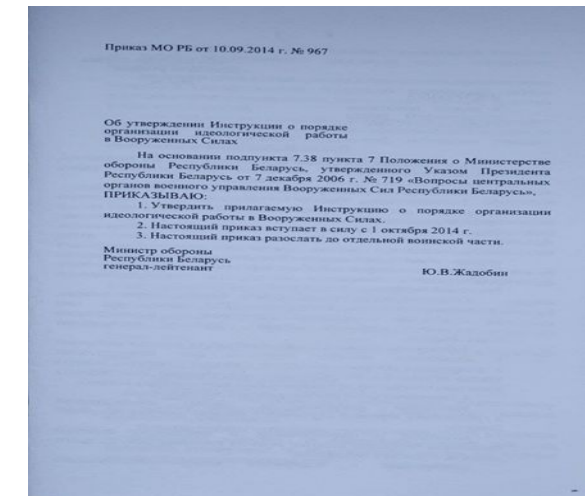 Приказ МО РБ от 10.09.2014 г. № 967
Об утверждении Инструкции о порядке
организации идеологической работы
в Вооруженных Силах
На основании подпункта 7.38 пункта 7 Положения о Министерстве
обороны Республики Беларусь, утвержденного Указом Президента
Республики Беларусь от 7 декабря 2006 г. № 719 «Вопросы центральных
органов военного управления Вооруженных Сил Республики Беларусь»,
ПРИКАЗЫВАЮ:
1. Утвердить прилагаемую Инструкцию о порядке организации
идеологической работы в Вооруженных Силах.
2. Настоящий приказ вступает в силу с 1 октября 2014 г.
3. Настоящий приказ разослать до отдельной воинской части.
Министр обороны
Республики Беларусь
генерал-лейтенант Ю.В.Жадобин